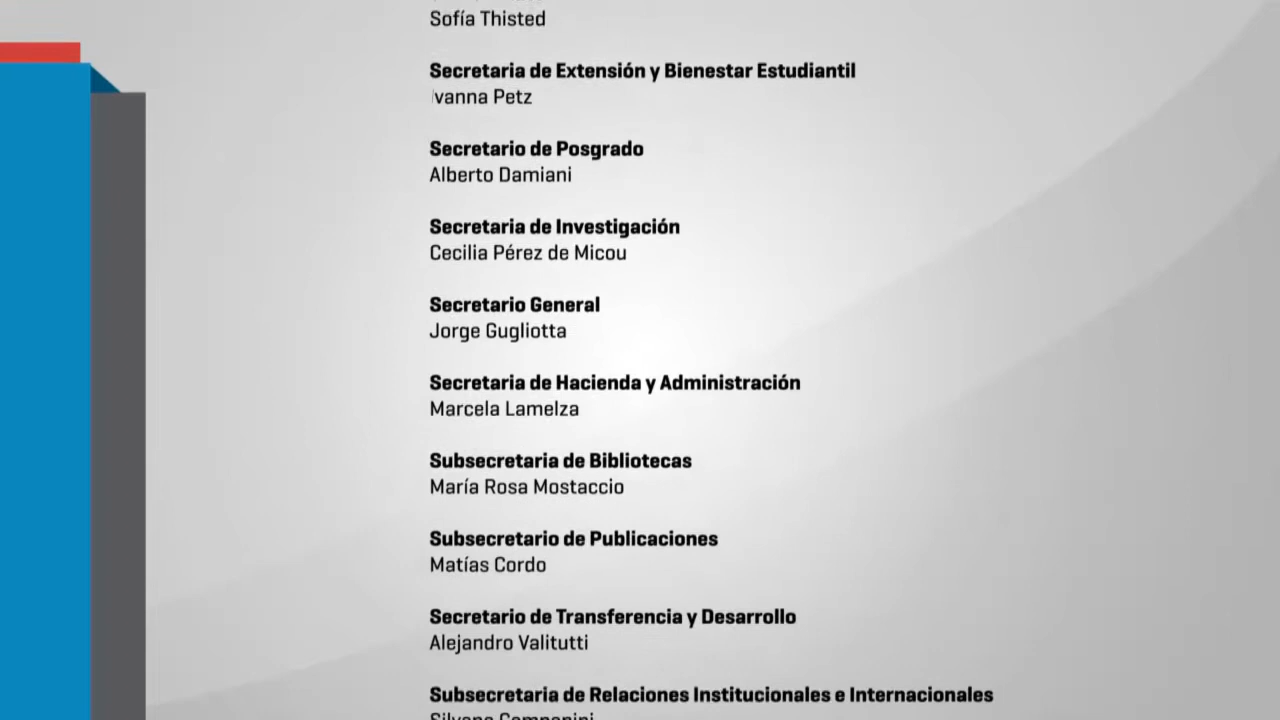 Sofía Thisted
Secretaria de Extensión y Bienestar Estudiantil
Ivanna Petz
Secretario de Posgrado
Alberto Damiani
Secretaria de Investigación
Cecilia Pérez de Micou
Secretario General
Jorge Gugliotta
Secretaria de Hacienda y Administración
Marcela Lamelza
Subsecretaria de Bibliotecas
María Rosa Mostaccio
Subsecretario de Publicaciones
Matías Cordo
Secretario de Transferencia y Desarrollo
Alejandro Valitutti
Subsecretaria de Relaciones Institucionales e Internacionales